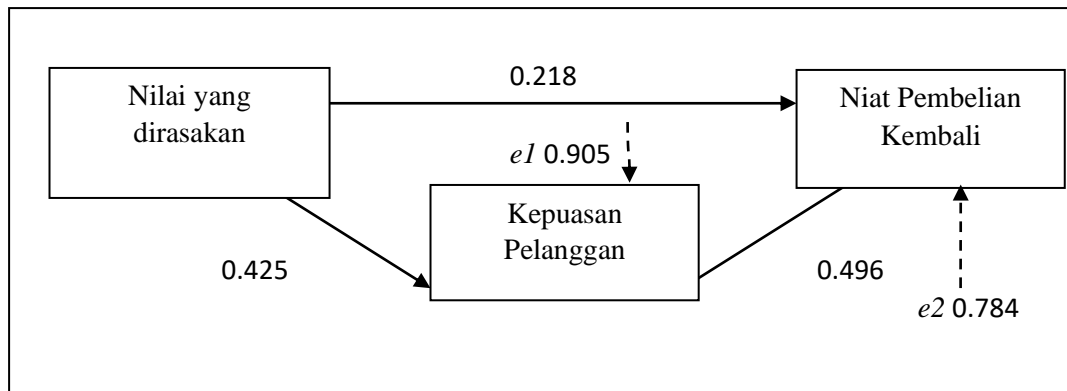 Nilai yang
dirasakan
0.218
Niat Pembelian
Kembali
e1 0.905
Kepuasan
Pelanggan
0.425
0.496
e2 0.784